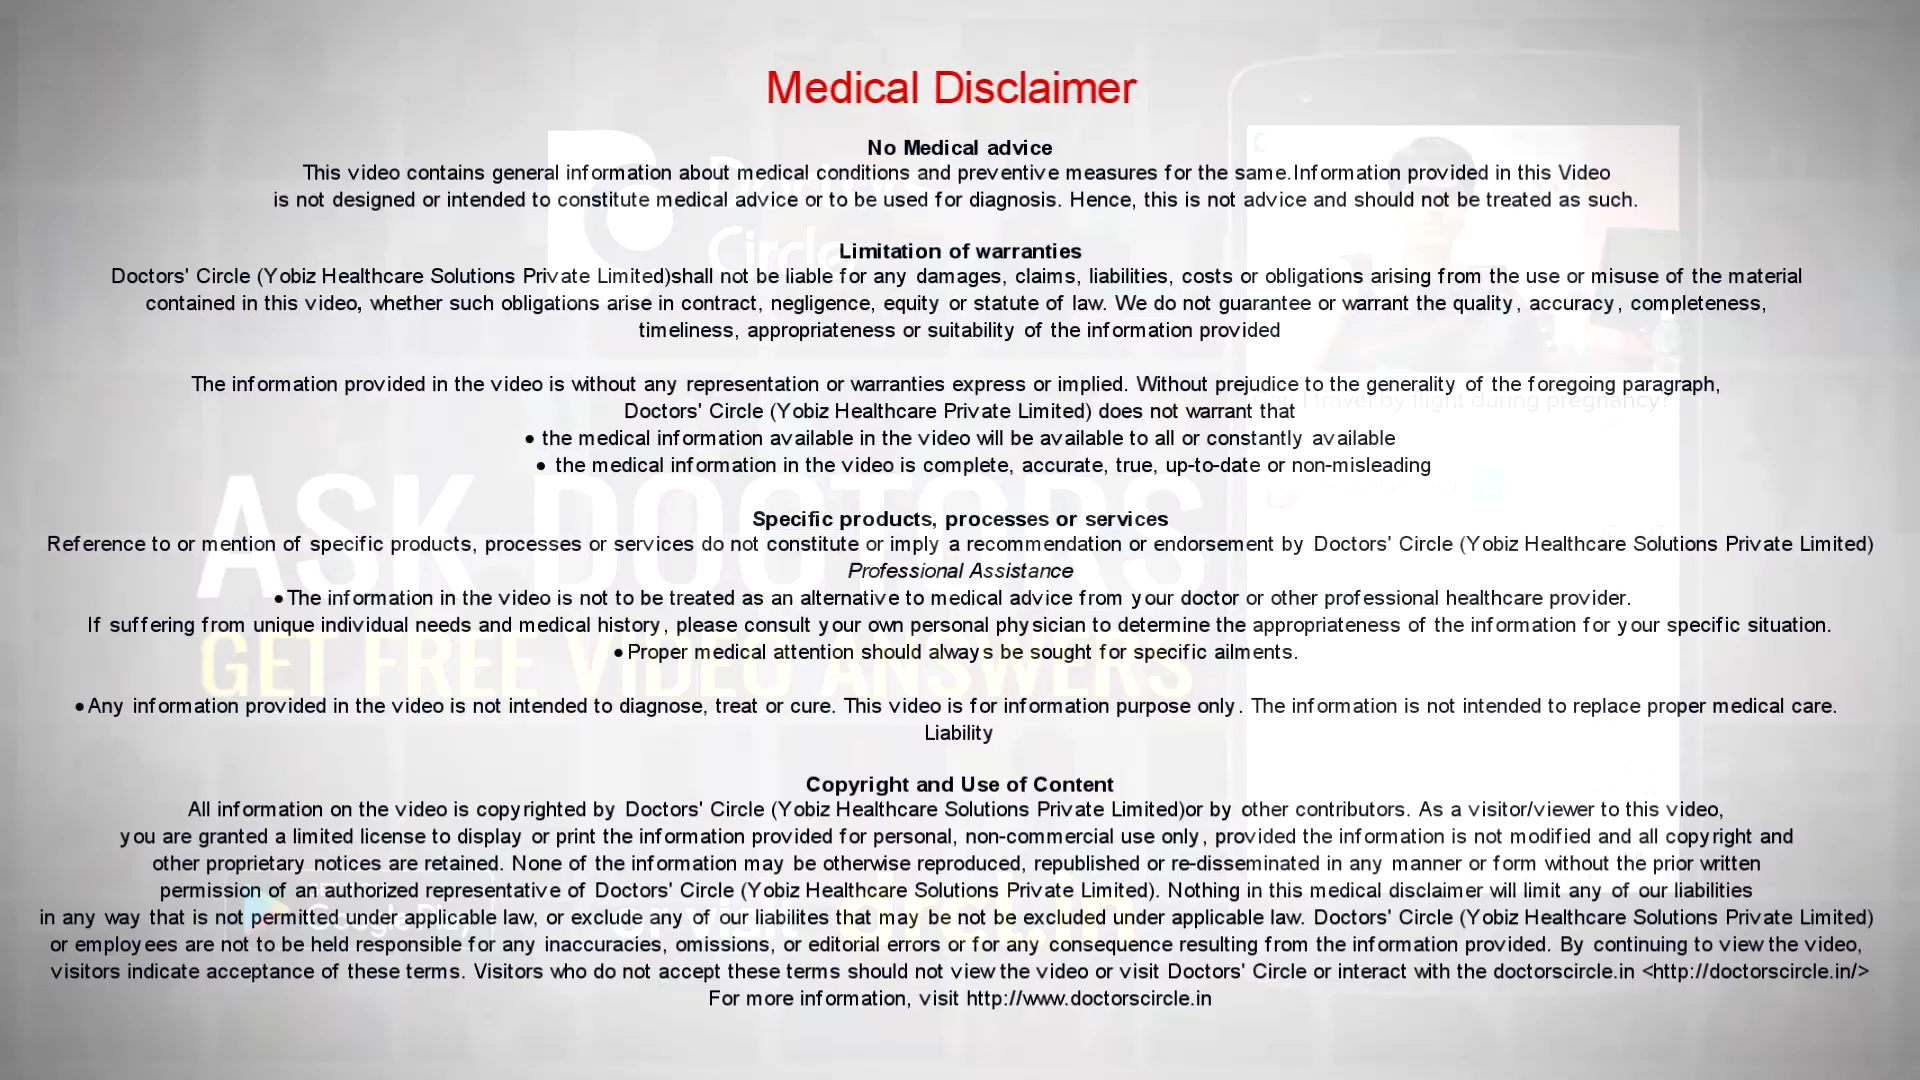 Medical Disclaimer
No Medical advice
This video contains general information about medical conditions and preventive measures for the same.Information provided in this Video
is not designed or intended to constitute medical advice or to be used for diagnosis. Hence, this is not advice and should not be treated as such.
Limitation of warranties
Doctors' Circle (Yobiz Healthcare Solutions Private Limited)shall not be liable for any damages, claims, liabilities, costs or obligations arising from the use or misuse of the material
contained in this video, whether such obligations arise in contract, negligence, equity or statute of law. We do not guarantee or warrant the quality, accuracy, completeness,
timeliness, appropriateness or suitability of the information provided
The information provided in the video is without any representation or warranties express or implied. Without prejudice to the generality of the foregoing paragraph,
Doctors' Circle (Yobiz Healthcare Private Limited) does not warrant that
• the medical information available in the video will be available to all or constantly available
• the medical information in the video is complete, accurate, true, up-to-date or non-misleading
Specific products, processes or services
Reference to or mention of specific products, processes or services do not constitute or imply a recommendation or endorsement by Doctors' Circle (Yobiz Healthcare Solutions Private Limited)
Professional Assistance
•The information in the video is not to be treated as an alternative to medical advice from your doctor or other professional healthcare provider.
If suffering from unique individual needs and medical history, please consult your own personal physician to determine the appropriateness of the information for your specific situation.
•Proper medical attention should always be sought for specific ailments.
•Any information provided in the video is not intended to diagnose, treat or cure. This video is for information purpose only. The information is not intended to replace proper medical care.
Liability
Copyright and Use of Content
All information on the video is copyrighted by Doctors' Circle (Yobiz Healthcare Solutions Private Limited)or by other contributors. As a visitor/viewer to this video,
you are granted a limited license to display or print the information provided for personal, non-commercial use only, provided the information is not modified and all copyright and
other proprietary notices are retained. None of the information may be otherwise reproduced, republished or re-disseminated in any manner or form without the prior written
permission of an authorized representative of Doctors' Circle (Yobiz Healthcare Solutions Private Limited). Nothing in this medical disclaimer will limit any of our liabilities
in any way that is not permitted under applicable law, or exclude any of our liabilites that may be not be excluded under applicable law. Doctors' Circle (Yobiz Healthcare Solutions Private Limited)
or employees are not to be held responsible for any inaccuracies, omissions, or editorial errors or for any consequence resulting from the information provided. By continuing to view the video,
visitors indicate acceptance of these terms. Visitors who do not accept these terms should not view the video or visit Doctors' Circle or interact with the doctorscircle.in <http://doctorscircle.in/>
For more information, visit http://www.doctorscircle.in
Doctors
Circle
Can I travel by flight during pregnancy?
ASK DOCTORS
GET FREE VIDEO ANSWERS
Google Play
or visit drcl.in